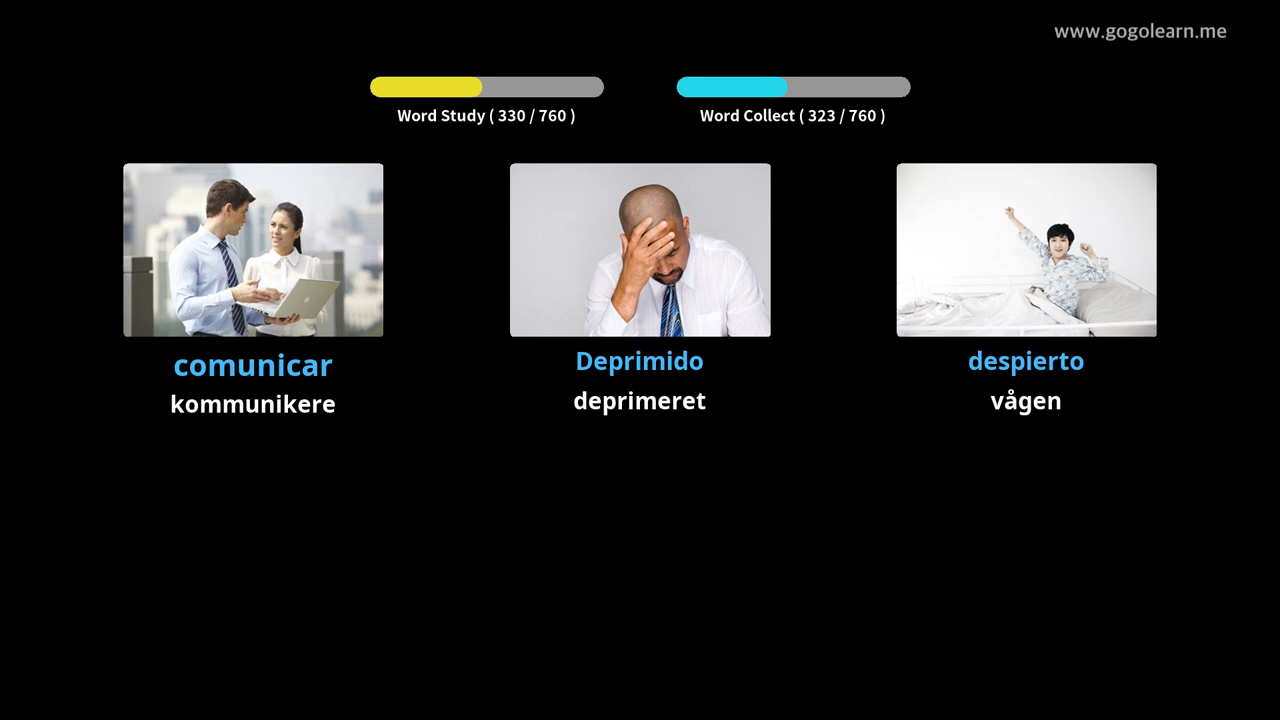 www.gogolearn.me
Word Study ( 330 / 760 )
Word Collect ( 323 / 760 )
comunicar
kommunikere
Deprimido
deprimeret
despierto
vågen